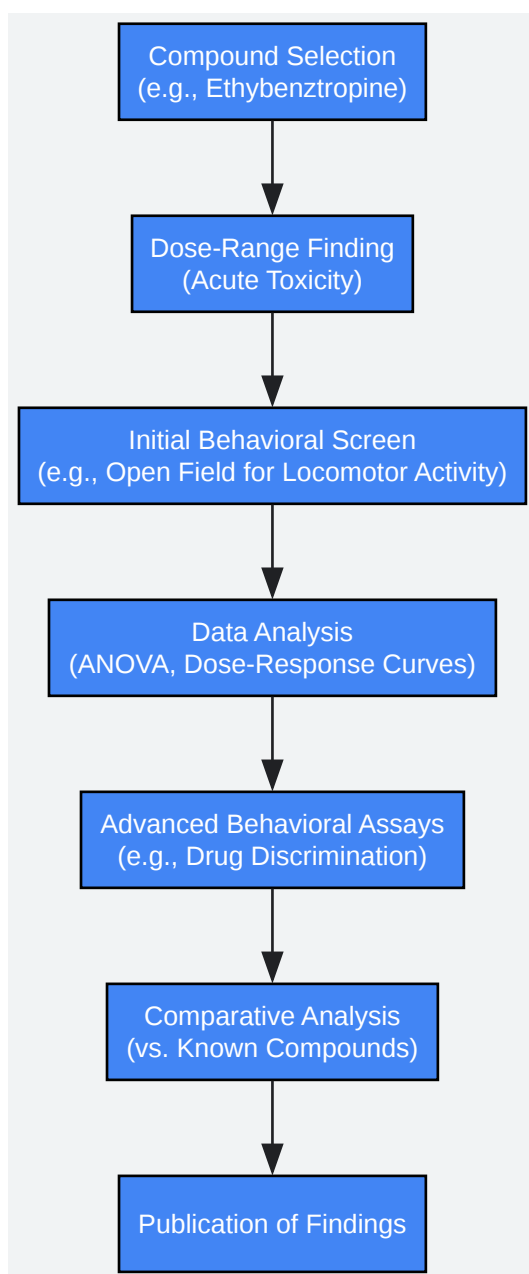 Compound Selection
(e.g., Ethybenztropine)
Dose-Range Finding
(Acute Toxicity)
Initial Behavioral Screen
(e.g., Open Field for Locomotor Activity)
Data Analysis
(ANOVA, Dose-Response Curves)
Advanced Behavioral Assays
(e.g., Drug Discrimination)
Comparative Analysis
(vs. Known Compounds)
Publication of Findings